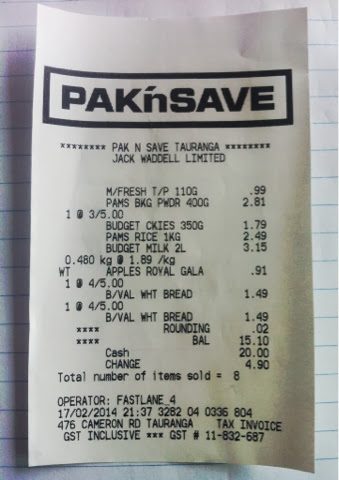 PAKńSAVE
******** PAK N SAVE TAURANGA ********
JACK WADDELL LIMITED
M/FRESH T/P 110G .99
PAMS BKG PWDR 400G 2.81
1 @ 3/5.00
BUDGET CKIES 350G 1.79
PAMS RICE 1KG 2.49
BUDGET MILK 2L 3.15
0.480 kg @ 1.89 /kg
WT APPLES ROYAL GALA .91
1 @ 4/5.00
B/VAL WHT BREAD 1.49
1 @ 4/5.00
B/VAL WHT BREAD 1.49
**** ROUNDING .02
**** BAL 15.10
Cash 20.00
CHANGE 4.90
Total number of items sold = 8
OPERATOR: FASTLANE_4
17/02/2014 21:37 3282 04 0336 804
476 CAMERON RD TAURANGA TAX INVOICE
GST INCLUSIVE *** GST # 11-832-687